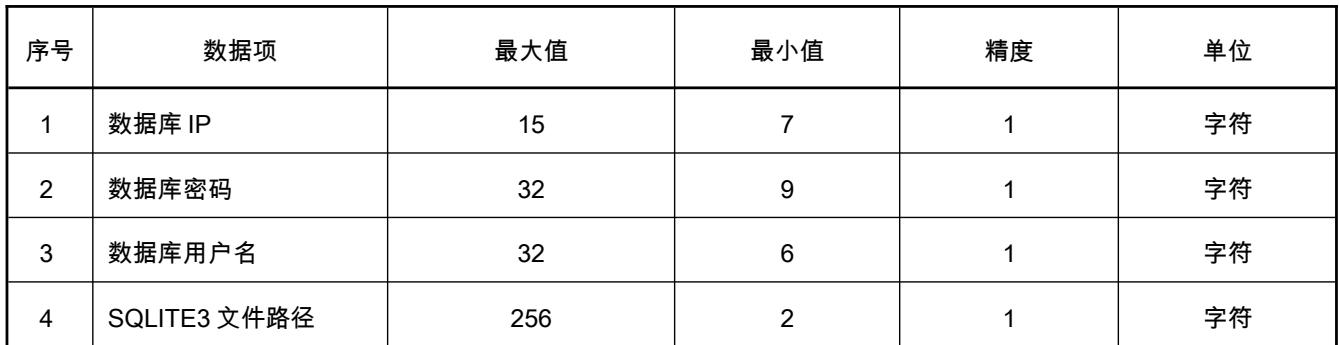 序号 数据项 最大值 最小值 精度 单位
1 数据库 IP 15 7 1 字符
2 数据库密码 32 9 1 字符
3 数据库用户名 32 6 1 字符
4 SQLITE3 文件路径 256 2 1 字符